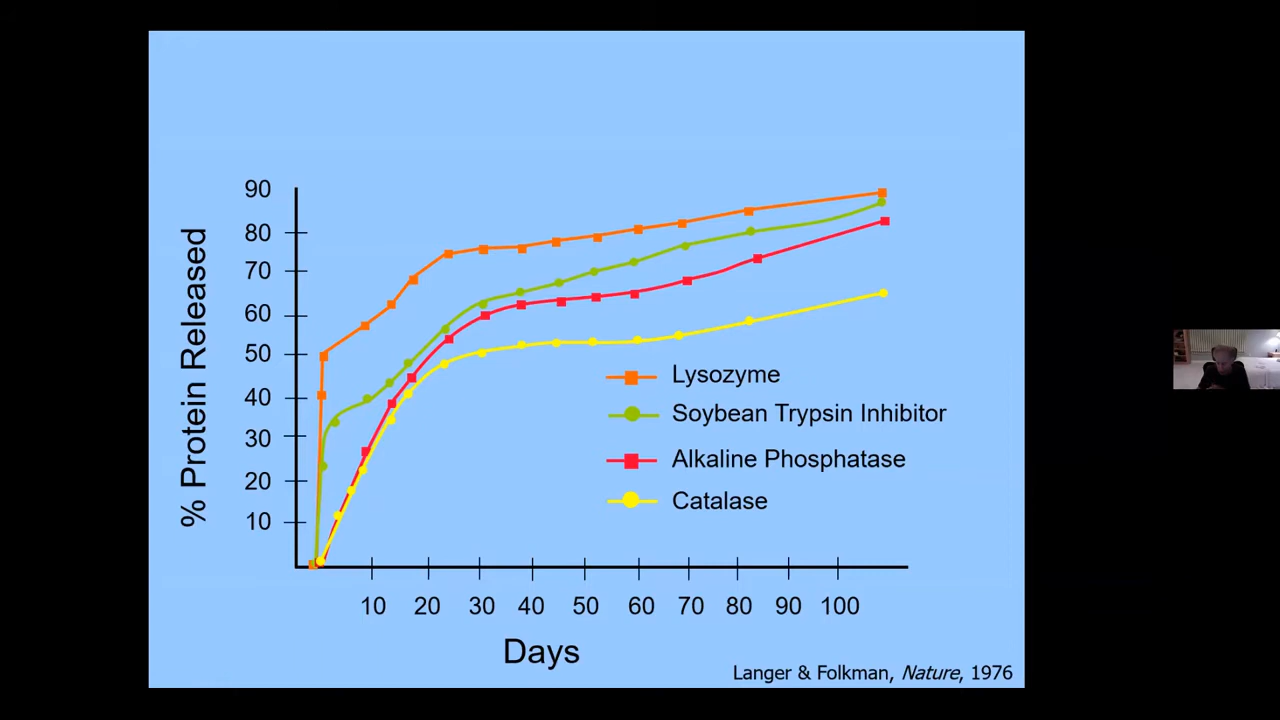 % Protein Released
90
80
70
60
50
40
30
20
10
Lysozyme
Soybean Trypsin Inhibitor
Alkaline Phosphatase
Catalase
10 20 30 40 50 60 70 80 90 100
Days
Langer & Folkman, Nature, 1976